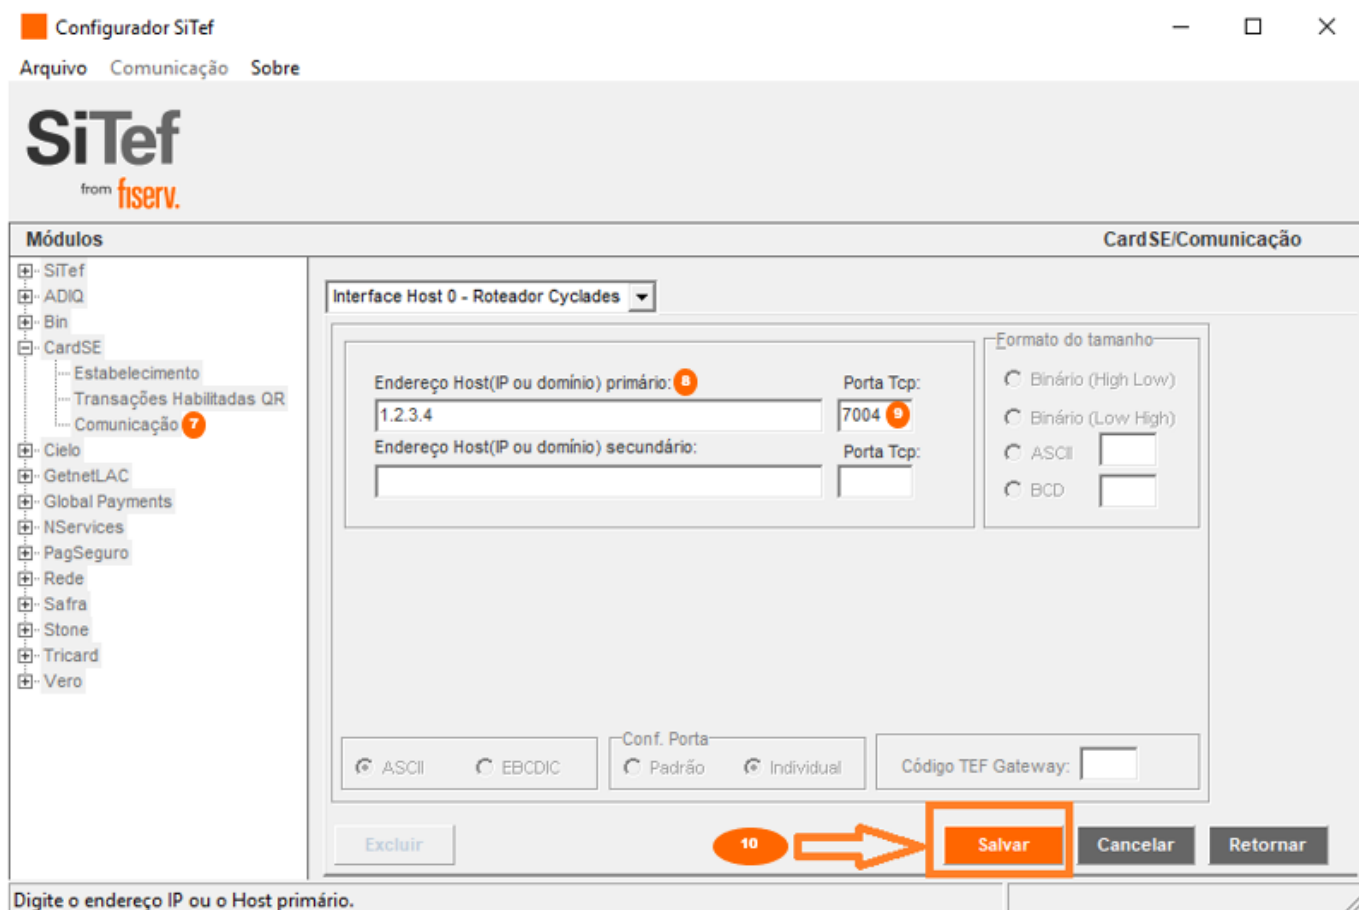 Configurador SiTef
Arquivo Comunicação Sobre
SiTef
from fiserv.
Módulos
CardSE/Comunicação
SiTef
ADIQ
Bin
CardSE
Estabelecimento
Transações Habilitadas QR
Comunicação 7
Cielo
GetnetLAC
Global Payments
NServices
PagSeguro
Rede
Safra
Stone
Tricard
Vero
Interface Host 0 - Roteador Cyclades
Endereço Host(IP ou domínio) primário: 8 Porta Tcp:
1.2.3.4 7004 9
Endereço Host(IP ou domínio) secundário: Porta Tcp:
Formato do tamanho
Binário (High Low)
Binário (Low High)
ASCII
BCD
ASCII EBCDIC
Conf. Porta
Padrão Individual
Código TEF Gateway:
Excluir 10 Salvar Cancelar Retornar
Digite o endereço IP ou o Host primário.